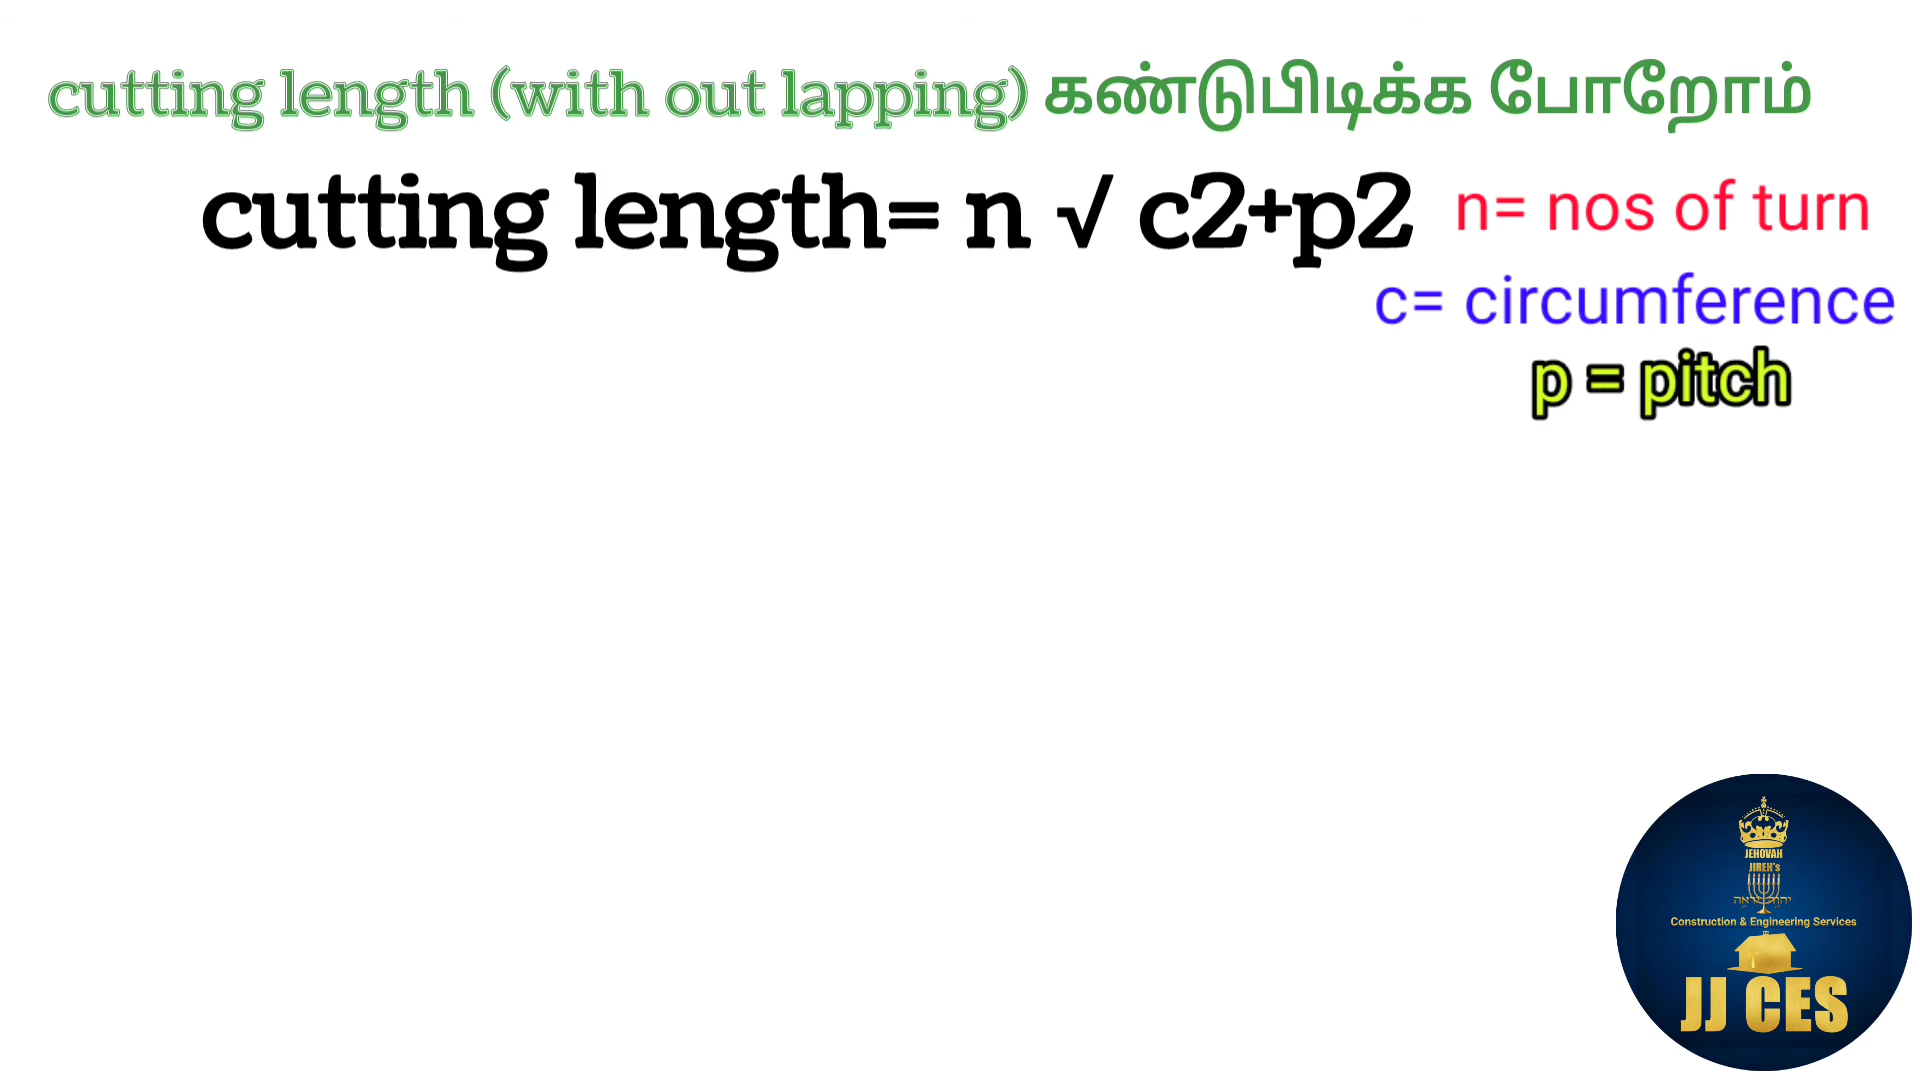 cutting length (with out lapping) கண்டுபிடிக்க போறோம்
cutting length= n √ c2+p2
n= nos of turn
c= circumference
p = pitch
JEHOVAH
JIREH's
Construction & Engineering Services
JJ CES